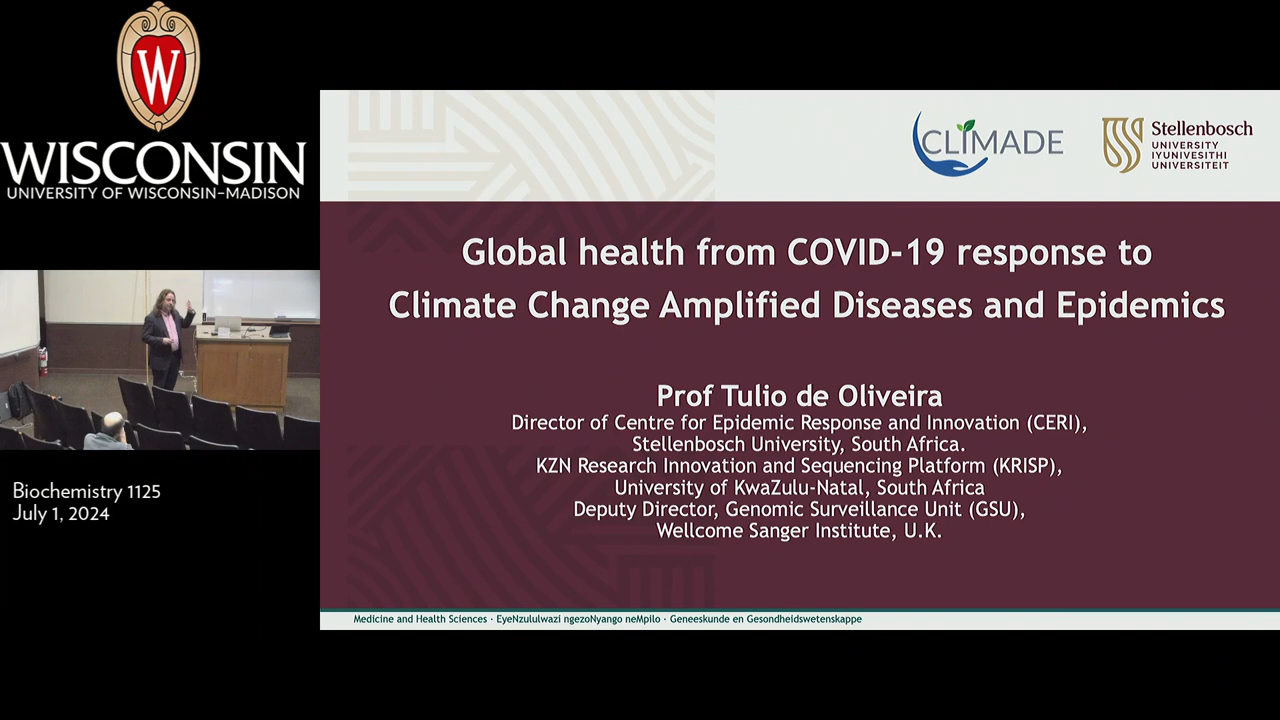 W
WISCONSIN
UNIVERSITY OF WISCONSIN–MADISON
Biochemistry 1125
July 1, 2024
CLIMADE
Stellenbosch
UNIVERSITY
IYUNIVESITHI
UNIVERSITEIT
Global health from COVID-19 response to
Climate Change Amplified Diseases and Epidemics
Prof Tulio de Oliveira
Director of Centre for Epidemic Response and Innovation (CERI),
Stellenbosch University, South Africa.
KZN Research Innovation and Sequencing Platform (KRISP),
University of KwaZulu-Natal, South Africa
Deputy Director, Genomic Surveillance Unit (GSU),
Wellcome Sanger Institute, U.K.
Medicine and Health Sciences · EyeNzululwazi ngezoNyango neMpilo · Geneeskunde en Gesondheidswetenskappe